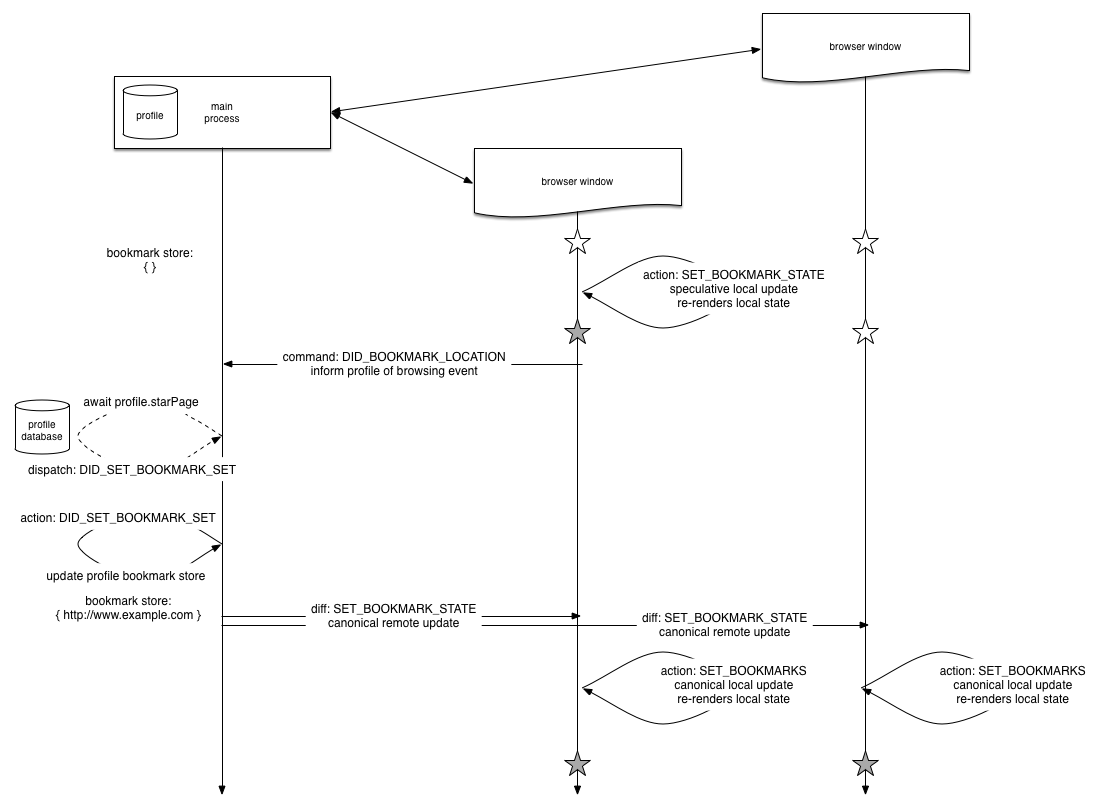 browser window
profile
main
process
browser window
bookmark store:
{ }
action: SET_BOOKMARK_STATE
speculative local update
re-renders local state
command: DID_BOOKMARK_LOCATION
inform profile of browsing event
await profile.starPage
profile
database
dispatch: DID_SET_BOOKMARK_SET
action: DID_SET_BOOKMARK_SET
update profile bookmark store
bookmark store:
{ http://www.example.com }
diff: SET_BOOKMARK_STATE
canonical remote update
diff: SET_BOOKMARK_STATE
canonical remote update
action: SET_BOOKMARKS
canonical local update
re-renders local state
action: SET_BOOKMARKS
canonical local update
re-renders local state